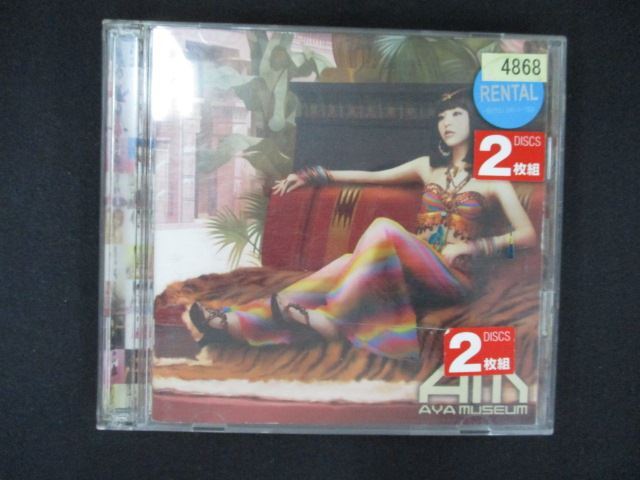 4868
RENTAL
2 DISCS
枚組
2 DISCS
枚組
AM
AYA MUSEUM